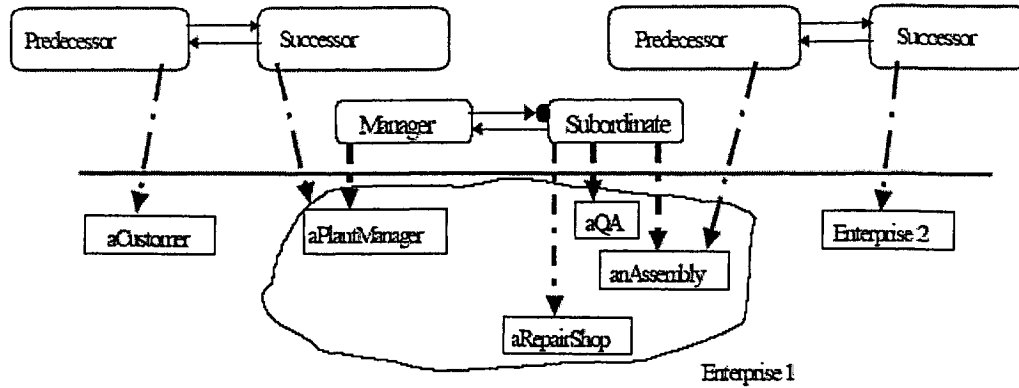 Predecessor
Successor
Predecessor
Successor
Manager
Subordinate
aCustomer
aPlantManager
aQA
Enterprise 2
anAssembly
aRepairShop
Enterprise 1